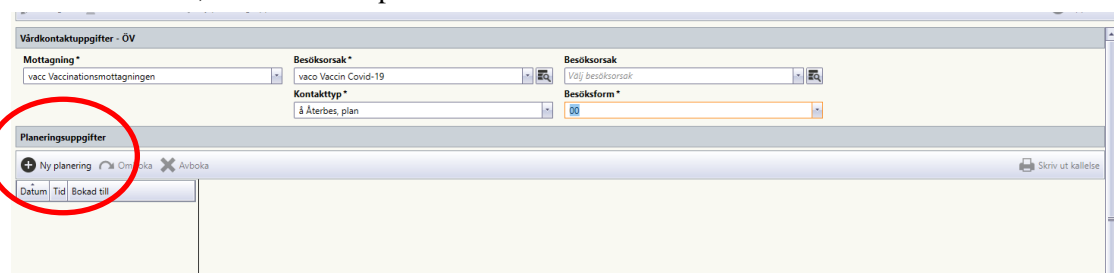 Vårdkontaktuppgifter - ÖV
Mottagning * Besöksorsak * Besöksorsak
vacc Vaccinationsmottagningen vaco Vaccin Covid-19 Välj besöksorsak
Kontakttyp * Besöksform *
å Återbes, plan 00
Planeringsuppgifter
Ny planering Omboka Avboka Skriv ut kallelse
Datum Tid Bokad till